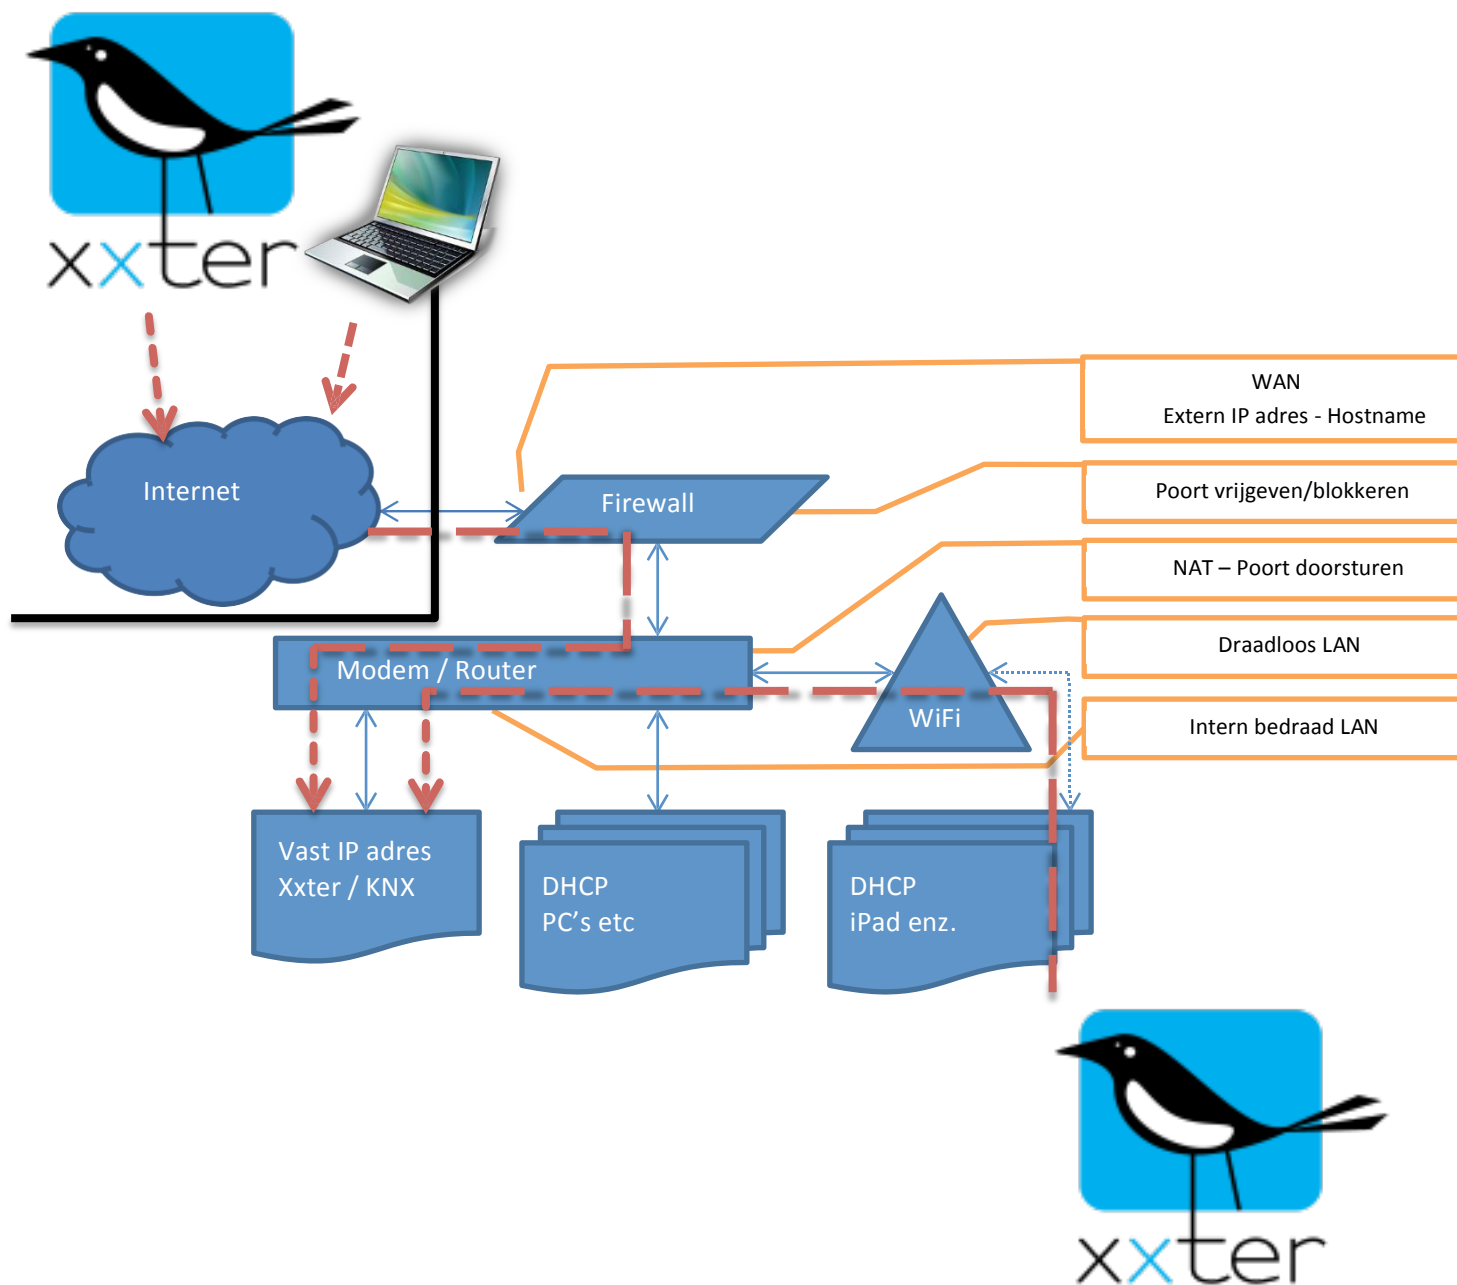 xxter
WAN
Extern IP adres - Hostname
Internet
Firewall
Poort vrijgeven/blokkeren
NAT – Poort doorsturen
Draadloos LAN
Modem / Router
WiFi
Intern bedraad LAN
Vast IP adres
Xxter / KNX
DHCP
PC's etc
DHCP
iPad enz.
xxter